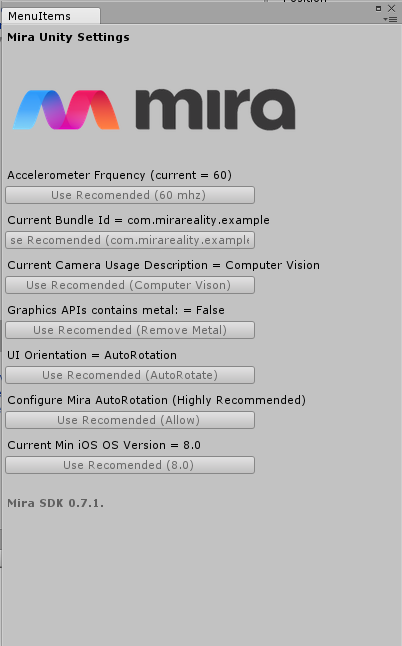 Position
MenuItems
Mira Unity Settings
mira
Accelerometer Frquency (current = 60)
Use Recomended (60 mhz)
Current Bundle Id = com.mirareality.example
se Recomended (com.mirareality.example
Current Camera Usage Description = Computer Vision
Use Recomended (Computer Vison)
Graphics APIs contains metal: = False
Use Recomended (Remove Metal)
UI Orientation = AutoRotation
Use Recomended (AutoRotate)
Configure Mira AutoRotation (Highly Recommended)
Use Recomended (Allow)
Current Min iOS OS Version = 8.0
Use Recomended (8.0)
Mira SDK 0.7.1.